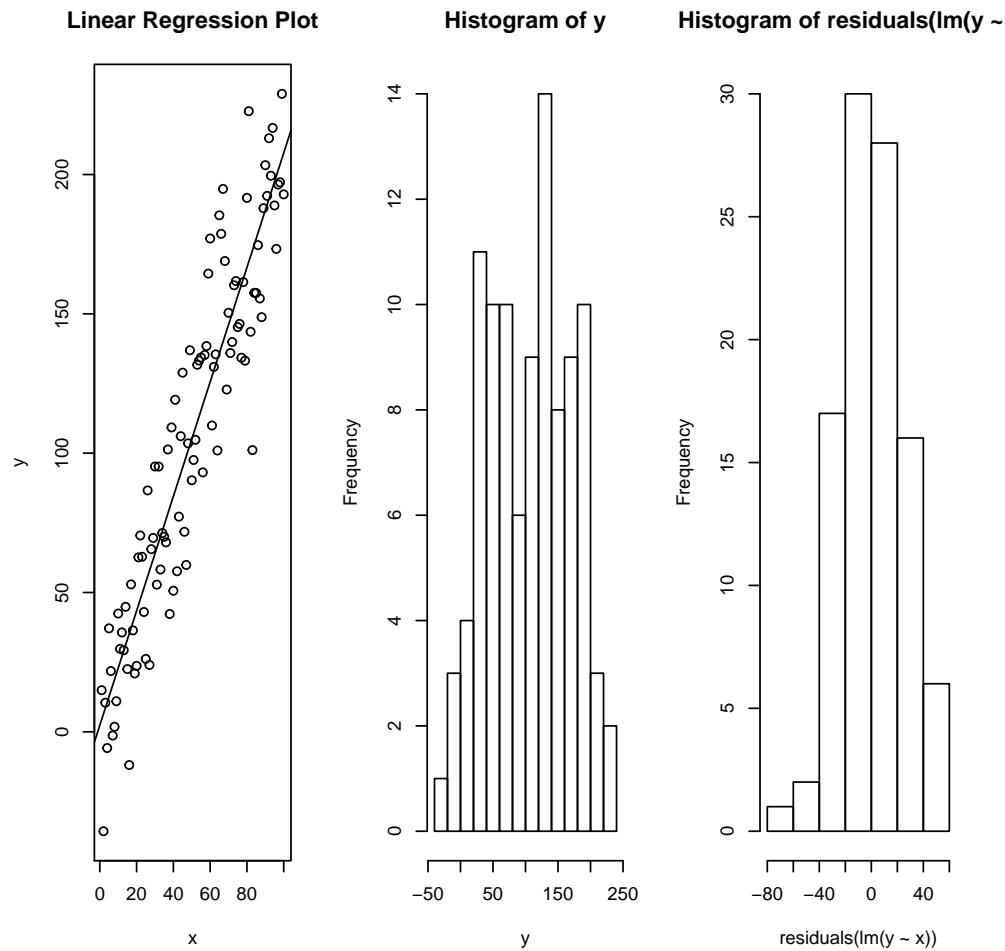 Linear Regression Plot
y
0 50 100 150 200
0 20 40 60 80
x
Histogram of y
Frequency
0 2 4 6 8 10 12 14
−50 50 150 250
y
Histogram of residuals(lm(y ~
Frequency
0 5 10 15 20 25 30
−80 −40 0 40
residuals(lm(y ~ x))